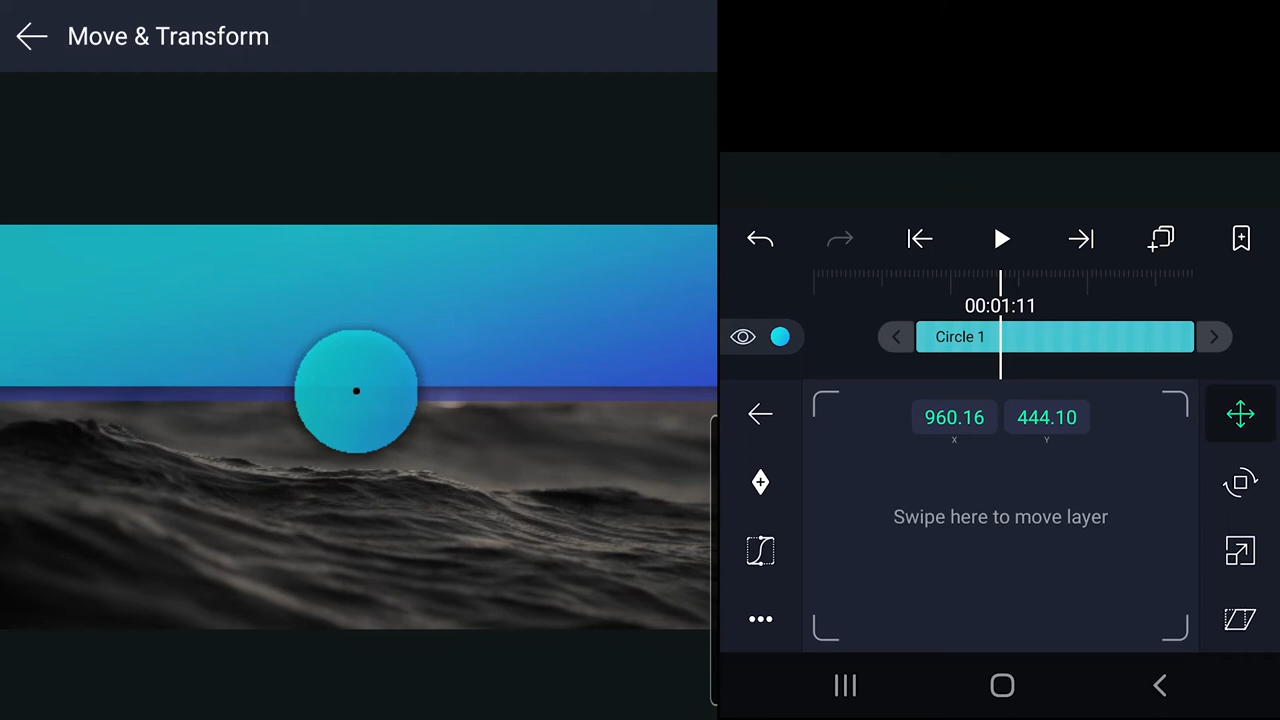 Move & Transform
00:01:11
Circle 1
960.16 444.10
X Y
Swipe here to move layer